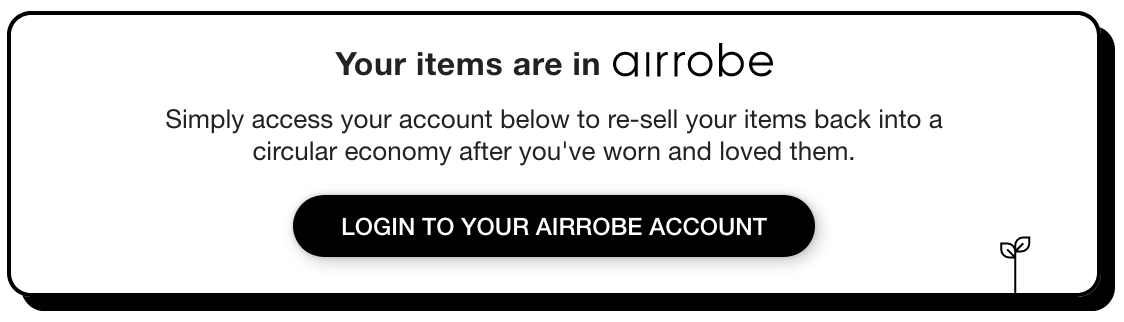 Your items are in airrobe
Simply access your account below to re-sell your items back into a
circular economy after you've worn and loved them.
LOGIN TO YOUR AIRROBE ACCOUNT